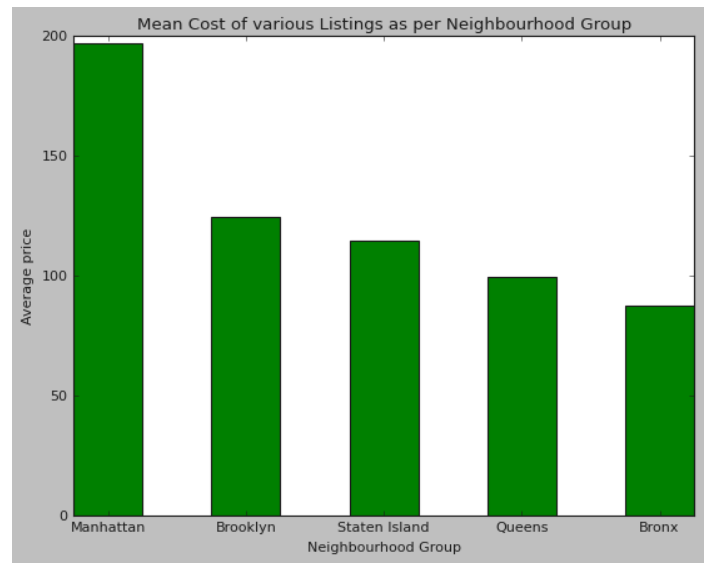 Mean Cost of various Listings as per Neighbourhood Group
200
150
100
50
0
Average price
Manhattan Brooklyn Staten Island Queens Bronx
Neighbourhood Group